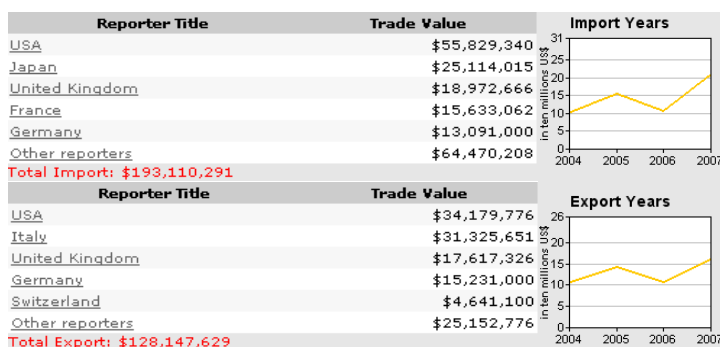 Reporter Title Trade Value
USA $55,829,340
Japan $25,114,015
United Kingdom $18,972,666
France $15,633,062
Germany $13,091,000
Other reporters $64,470,208
Total Import: $193,110,291
Import Years
in ten millions US$
31
25
20
15
10
5
0
2004 2005 2006 2007
Reporter Title Trade Value
USA $34,179,776
Italy $31,325,651
United Kingdom $17,617,326
Germany $15,231,000
Switzerland $4,641,100
Other reporters $25,152,776
Total Export: $128,147,629
Export Years
in ten millions US$
26
20
15
10
5
0
2004 2005 2006 2007